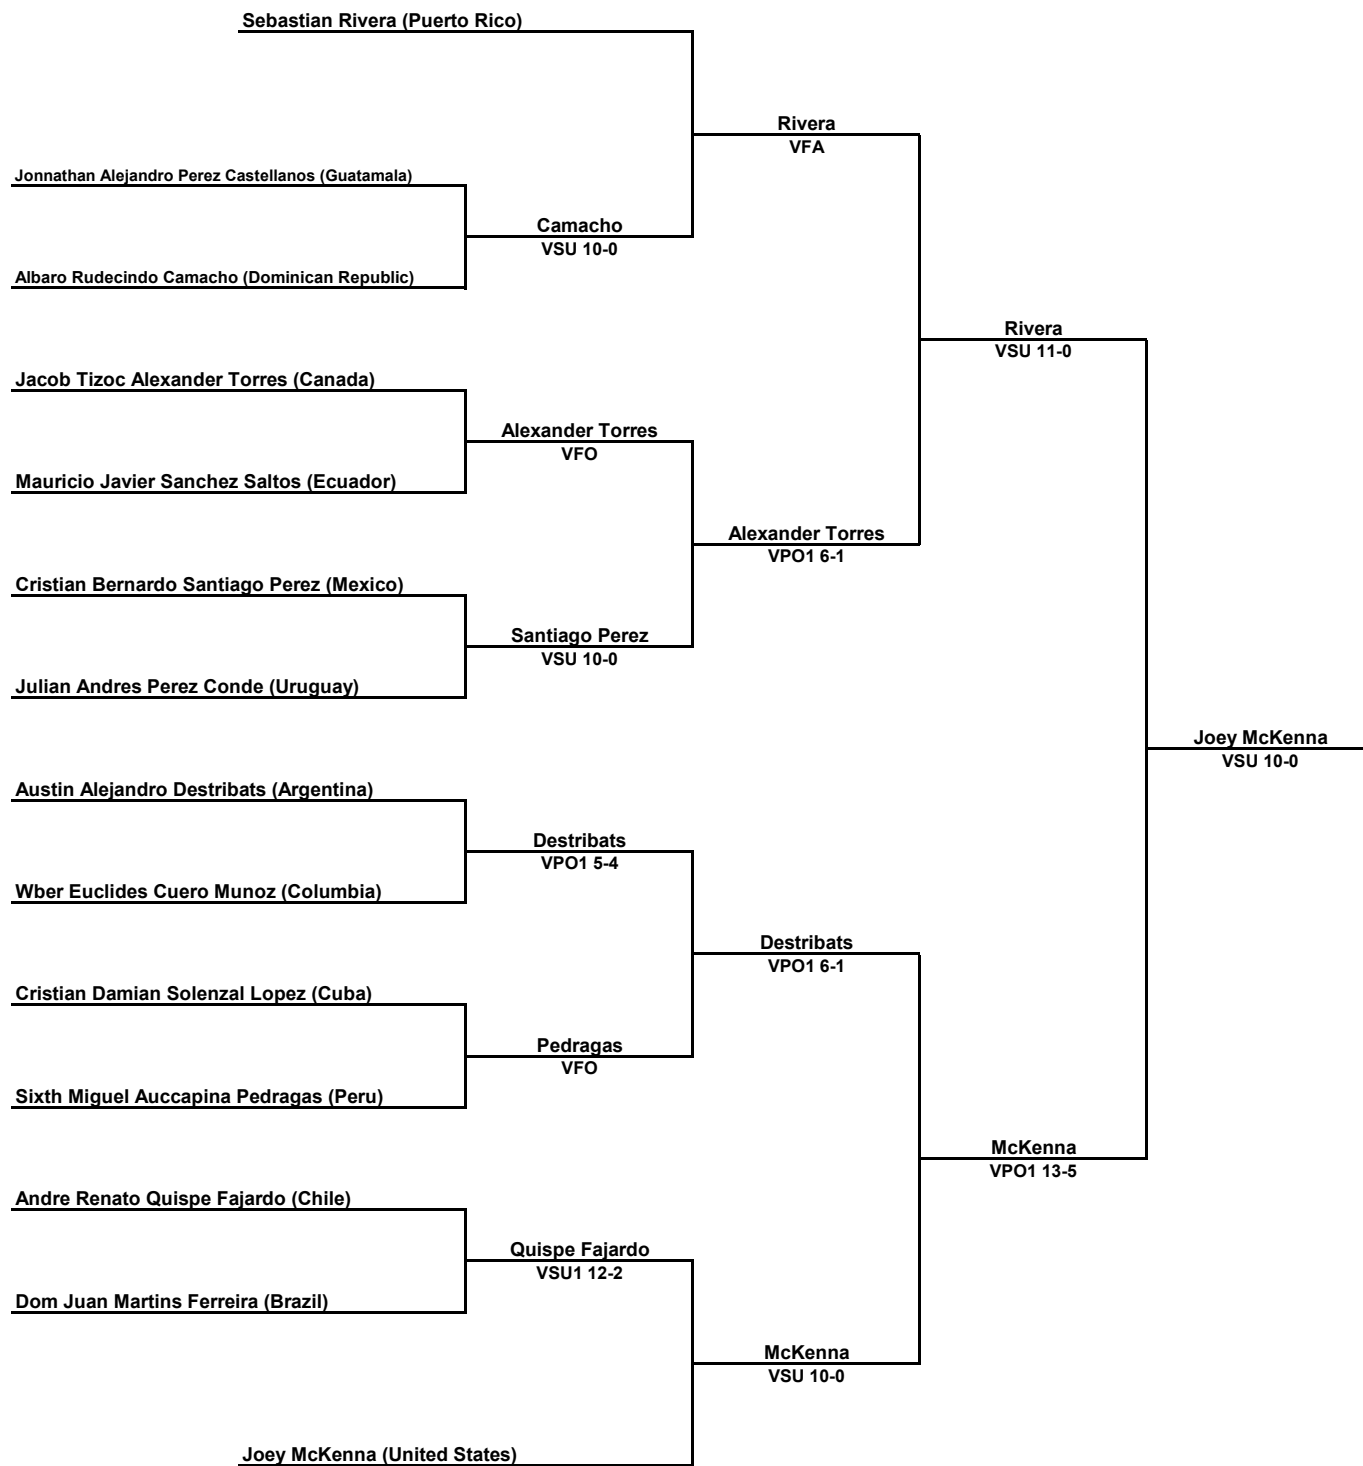 Sebastian Rivera (Puerto Rico)
Rivera
VFA
Jonnathan Alejandro Perez Castellanos (Guatamala)
Camacho
VSU 10-0
Albaro Rudecindo Camacho (Dominican Republic)
Rivera
VSU 11-0
Jacob Tizoc Alexander Torres (Canada)
Alexander Torres
VFO
Mauricio Javier Sanchez Saltos (Ecuador)
Alexander Torres
VPO1 6-1
Cristian Bernardo Santiago Perez (Mexico)
Santiago Perez
VSU 10-0
Julian Andres Perez Conde (Uruguay)
Joey McKenna
VSU 10-0
Austin Alejandro Destribats (Argentina)
Destribats
VPO1 5-4
Wber Euclides Cuero Munoz (Columbia)
Destribats
VPO1 6-1
Cristian Damian Solenzal Lopez (Cuba)
Pedragas
VFO
Sixth Miguel Auccapina Pedragas (Peru)
McKenna
VPO1 13-5
Andre Renato Quispe Fajardo (Chile)
Quispe Fajardo
VSU1 12-2
Dom Juan Martins Ferreira (Brazil)
McKenna
VSU 10-0
Joey McKenna (United States)